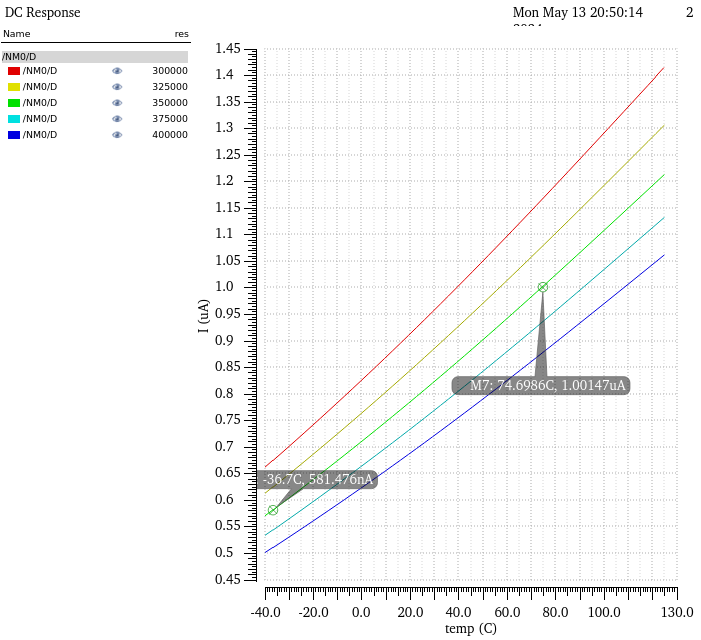 DC Response
Mon May 13 20:50:14 2
Name res
/NM0/D
/NM0/D 300000
/NM0/D 325000
/NM0/D 350000
/NM0/D 375000
/NM0/D 400000
1.45
1.4
1.35
1.3
1.25
1.2
1.15
1.1
1.05
1.0
0.95
0.9
0.85
0.8
0.75
0.7
0.65
0.6
0.55
0.5
0.45
I (uA)
M7: 74.6986C, 1.00147uA
-36.7C, 581.476nA
-40.0 -20.0 0.0 20.0 40.0 60.0 80.0 100.0 130.0
temp (C)